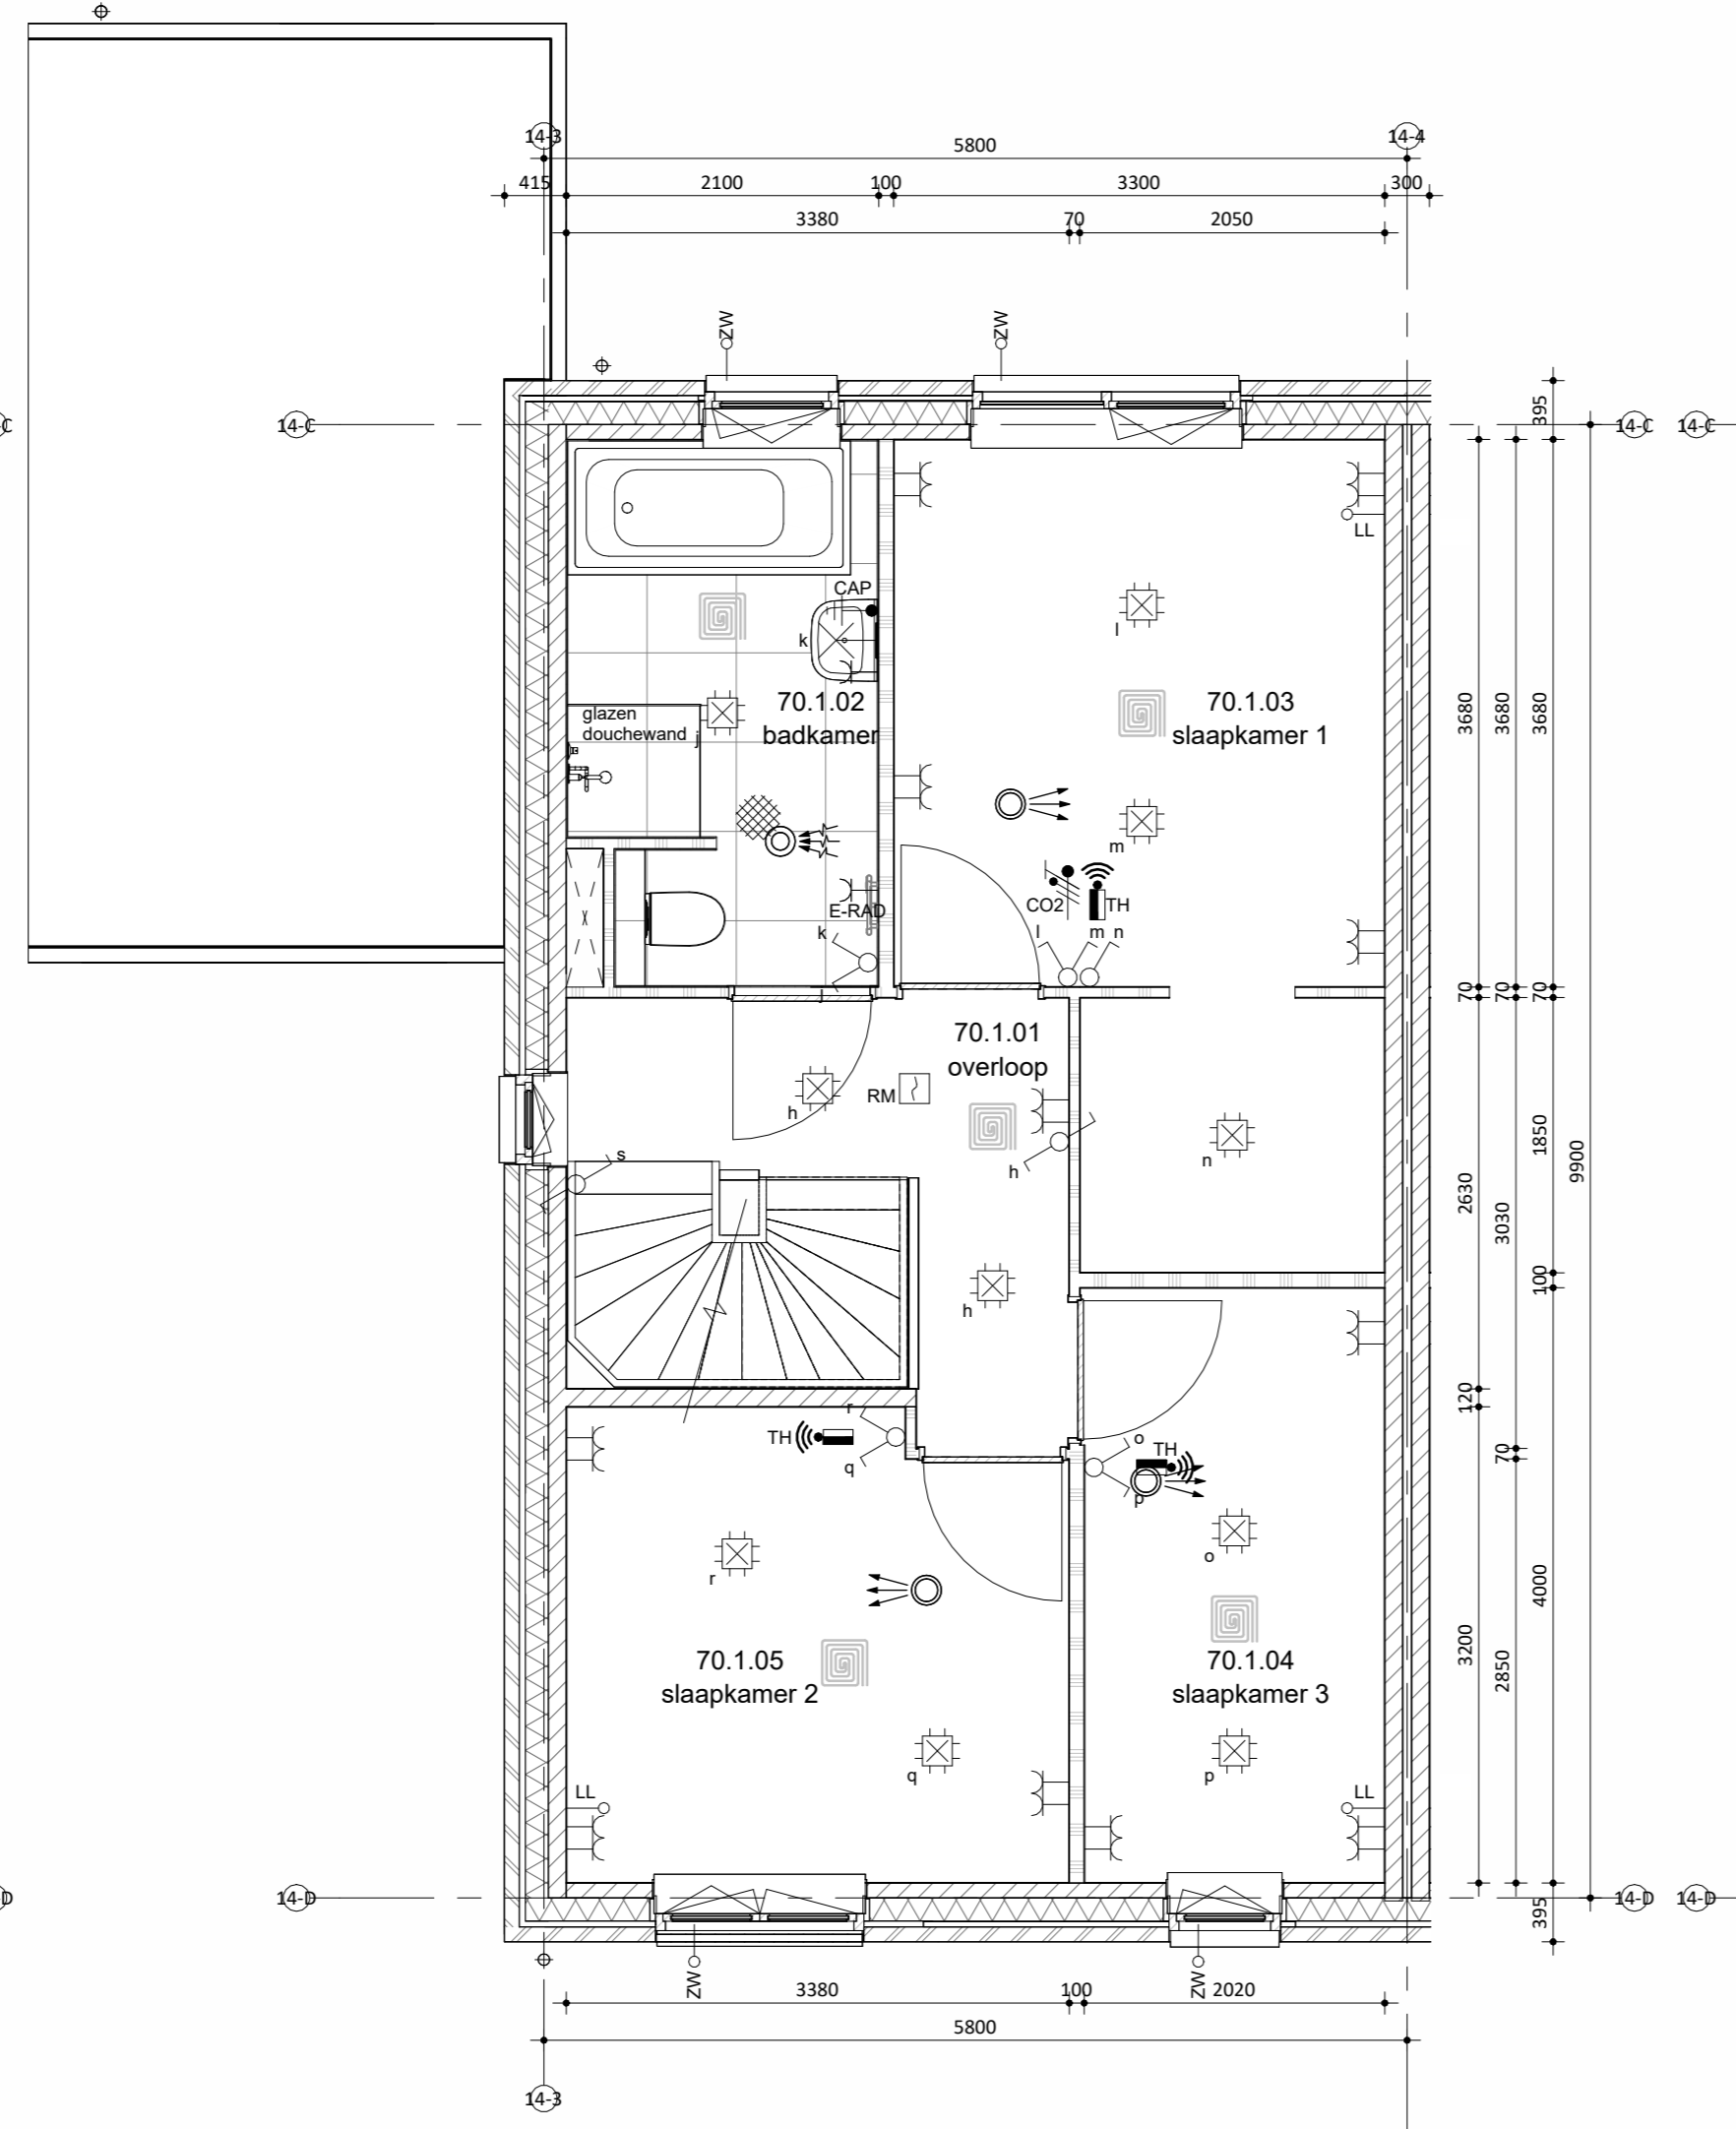 14-3
14-4
5800
415
2100
100
3300
300
3380
70
2050
ZW
ZW
14-C
14-C
14-C
C
395
LL
CAP
k
l
70.1.02
badkamer
70.1.03
slaapkamer 1
glazen
douchewand
j
m
E-RAD
CO2
TH
k
l
m
n
j
3680
3680
3680
70
70
70
70.1.01
overloop
RM
h
h
s
n
h
1850
9900
2630
3030
100
120
70
r
TH
q
o
TH
p
r
o
4000
3200
2850
70.1.05
slaapkamer 2
70.1.04
slaapkamer 3
q
p
LL
LL
14-D
14-D
14-D
D
395
ZW
ZW
3380
100
2020
5800
14-3